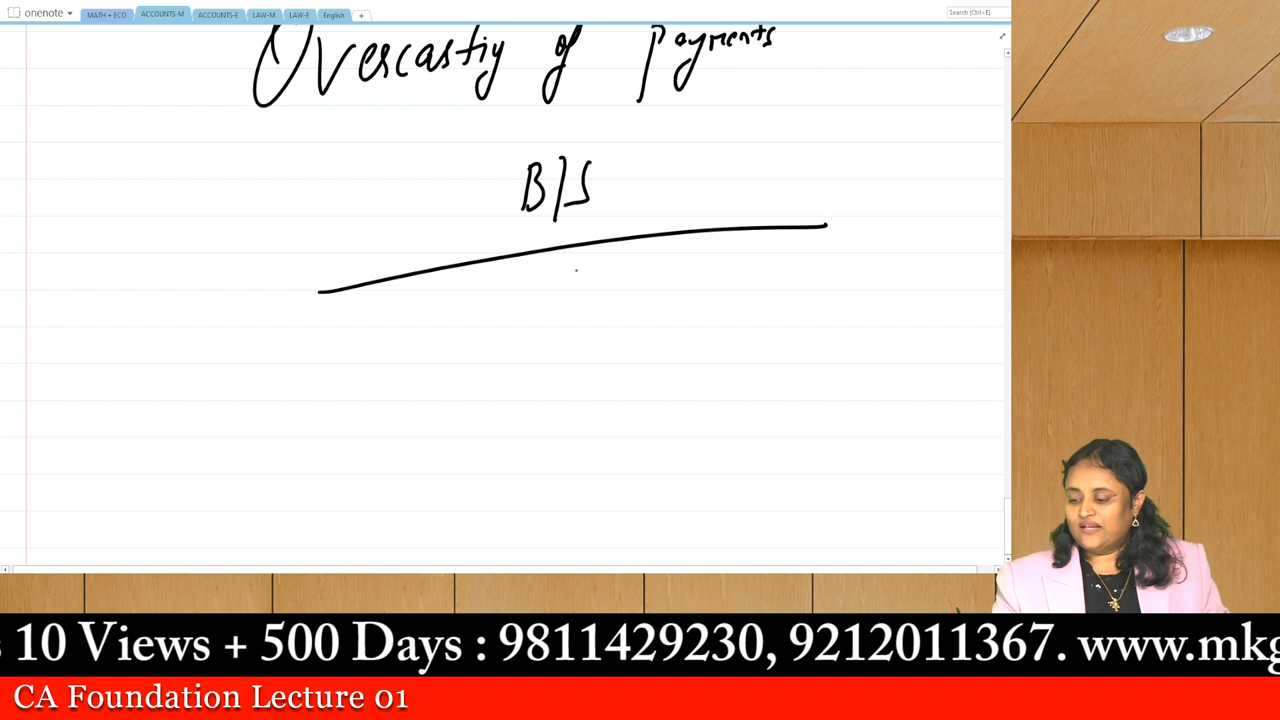 onenote MATH + ECO ACCOUNTS-M ACCOUNTS-E LAW-M LAW-E English + Search (Ctrl+E)
Overcastiy of Payments
B/S
10 Views + 500 Days : 9811429230, 9212011367. www.mkg
CA Foundation Lecture 01